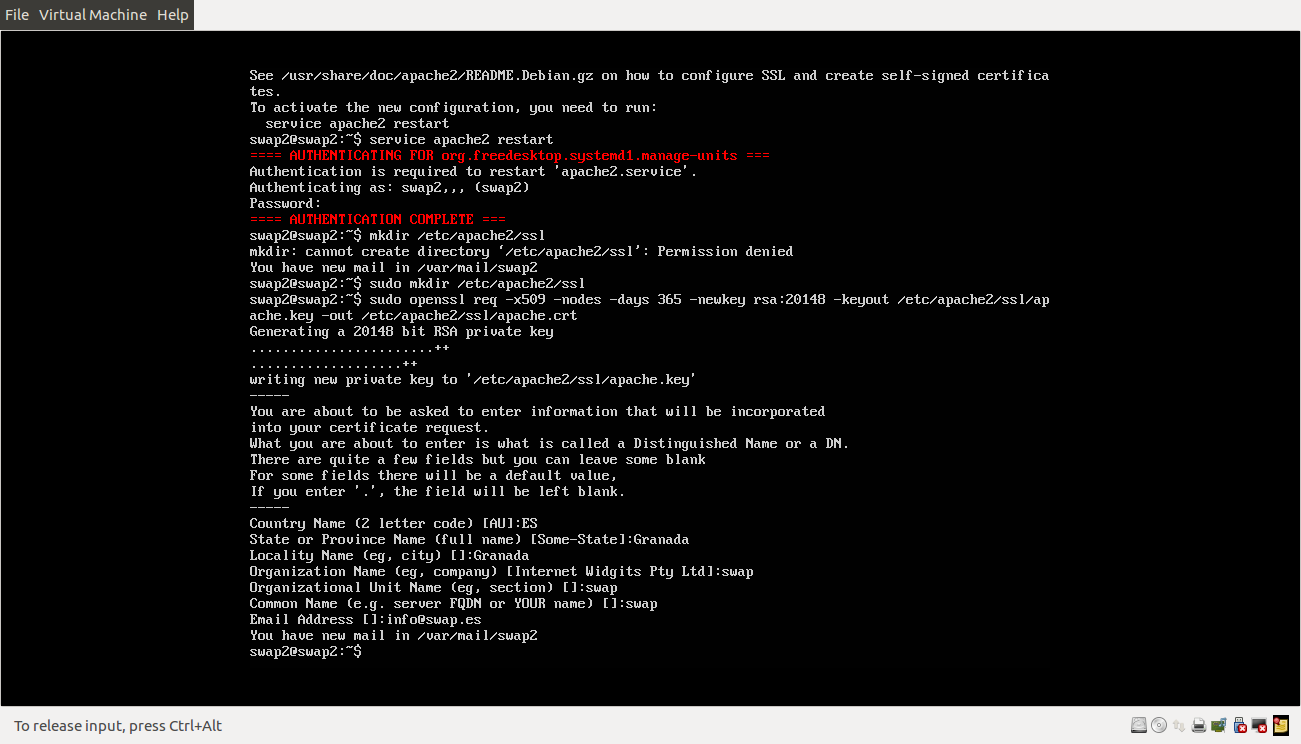 File Virtual Machine Help
See /usr/share/doc/apache2/README.Debian.gz on how to configure SSL and create self-signed certifica
tes.
To activate the new configuration, you need to run:
  service apache2 restart
swap2@swap2:~$ service apache2 restart
==== AUTHENTICATING FOR org.freedesktop.systemd1.manage-units ===
Authentication is required to restart 'apache2.service'.
Authenticating as: swap2,,, (swap2)
Password:
==== AUTHENTICATION COMPLETE ===
swap2@swap2:~$ mkdir /etc/apache2/ssl
mkdir: cannot create directory ‘/etc/apache2/ssl’: Permission denied
You have new mail in /var/mail/swap2
swap2@swap2:~$ sudo mkdir /etc/apache2/ssl
swap2@swap2:~$ sudo openssl req -x509 -nodes -days 365 -newkey rsa:20148 -keyout /etc/apache2/ssl/ap
ache.key -out /etc/apache2/ssl/apache.crt
Generating a 20148 bit RSA private key
.......................++
...................++
writing new private key to '/etc/apache2/ssl/apache.key'
-----
You are about to be asked to enter information that will be incorporated
into your certificate request.
What you are about to enter is what is called a Distinguished Name or a DN.
There are quite a few fields but you can leave some blank
For some fields there will be a default value,
If you enter '.', the field will be left blank.
-----
Country Name (2 letter code) [AU]:ES
State or Province Name (full name) [Some-State]:Granada
Locality Name (eg, city) []:Granada
Organization Name (eg, company) [Internet Widgits Pty Ltd]:swap
Organizational Unit Name (eg, section) []:swap
Common Name (e.g. server FQDN or YOUR name) []:swap
Email Address []:info@swap.es
You have new mail in /var/mail/swap2
swap2@swap2:~$
To release input, press Ctrl+Alt